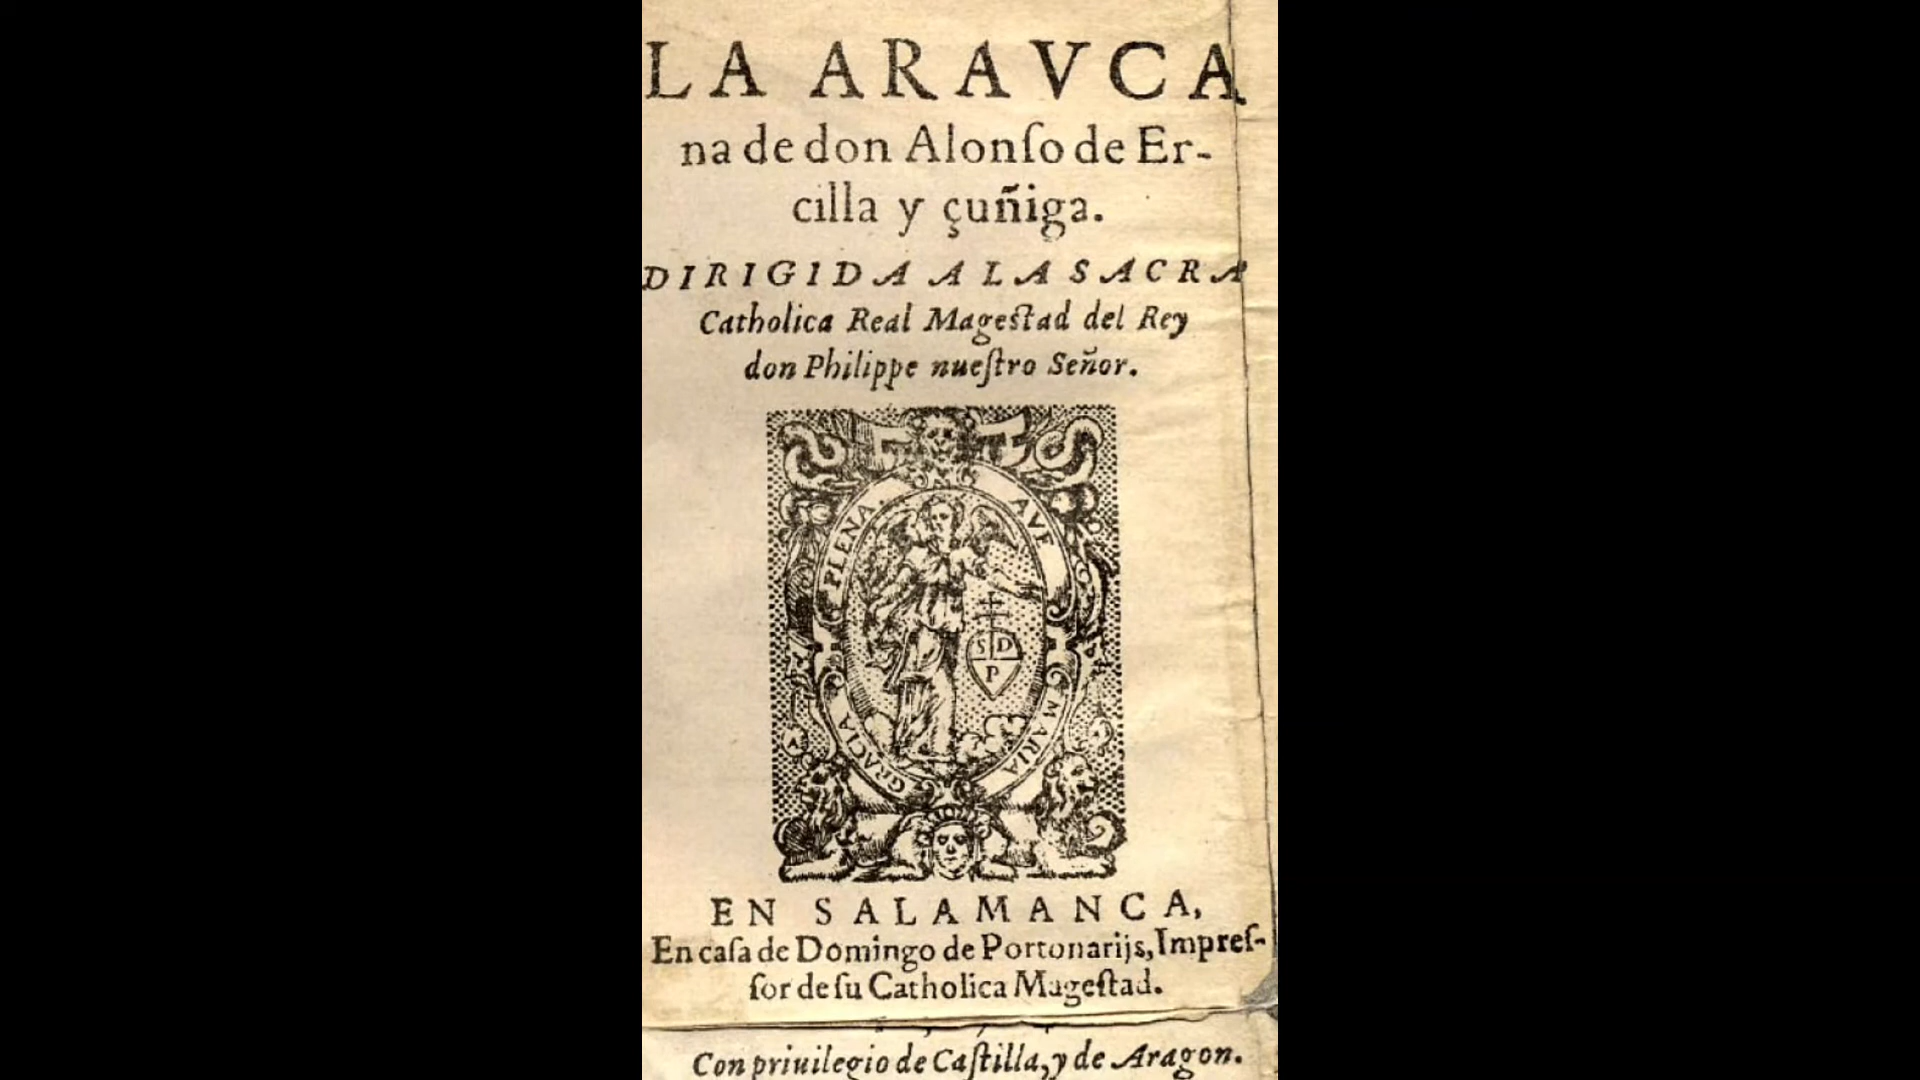 LA ARAVCA
na de don Alonſo de Er-
cilla y çuñiga.
DIRIGIDA A LA SACRA
Catholica Real Mageſtad del Rey
don Philippe nueſtro Señor.
AVE
MARIA
GRACIA
PLENA.
S D
P
EN SALAMANCA,
En caſa de Domingo de Portonarijs, Impreſ-
ſor de ſu Catholica Mageſtad.
Con priuilegio de Caſtilla, y de Aragon.